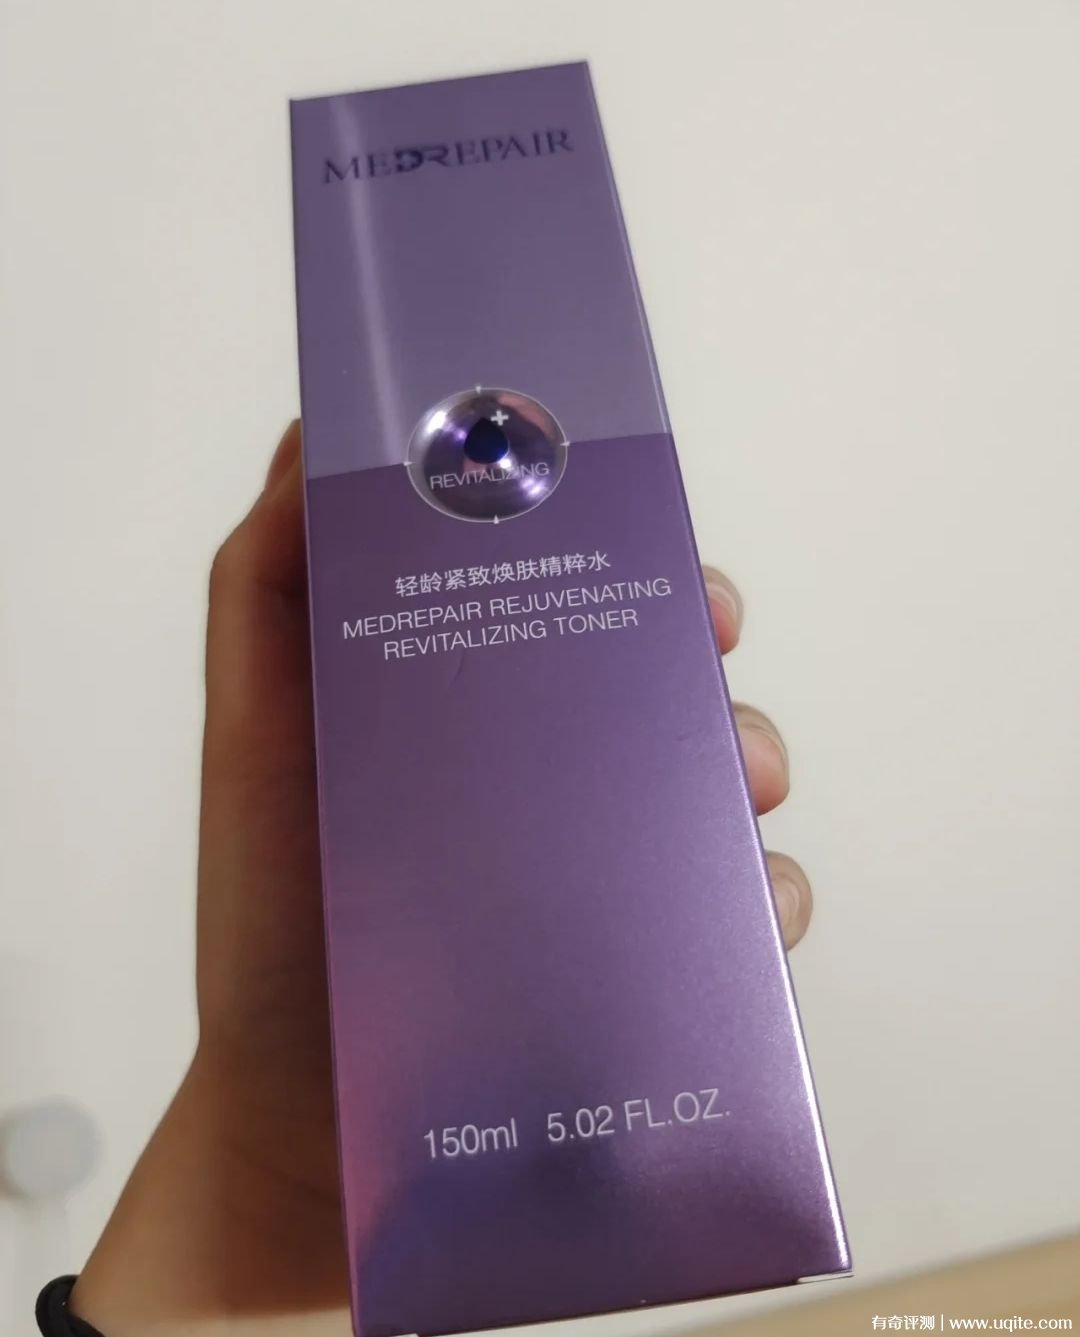 MEDREPAIR
REVITALIZING
轻龄紧致焕肤精粹水
MEDREPAIR REJUVENATING
REVITALIZING TONER
150ml 5.02 FL.OZ.
有奇评测 | www.uqite.com